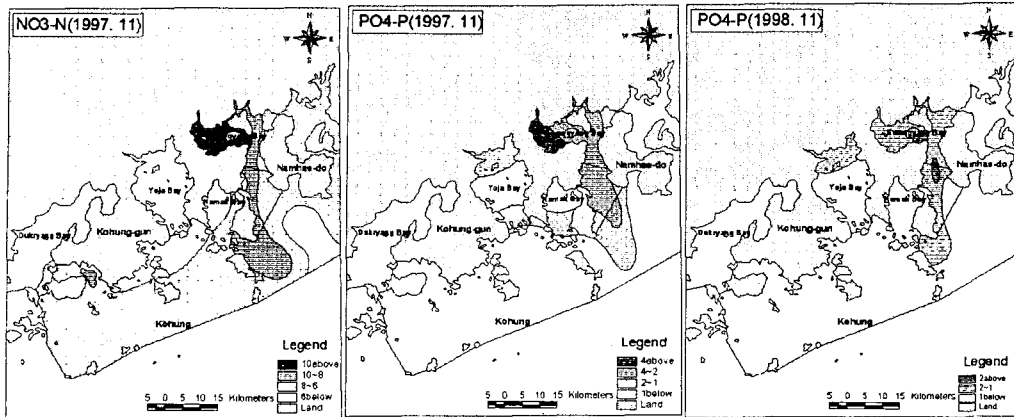 NO3-N(1997. 11)
N
W
E
S
Namhae-do
Yoja Bay
Kohung-gun
Kohung
Legend
10above
10~8
8~6
6below
Land
5 0 5 10 15 Kilometers
PO4-P(1997. 11)
N
W
E
S
Namhae-do
Yoja Bay
Kohung-gun
Kohung
Legend
4above
4~2
2~1
1below
Land
5 0 5 10 15 Kilometers
PO4-P(1998. 11)
N
W
E
S
Namhae-do
Yoja Bay
Kohung-gun
Kohung
Legend
2above
2~1
1below
Land
5 0 5 10 15 Kilometers